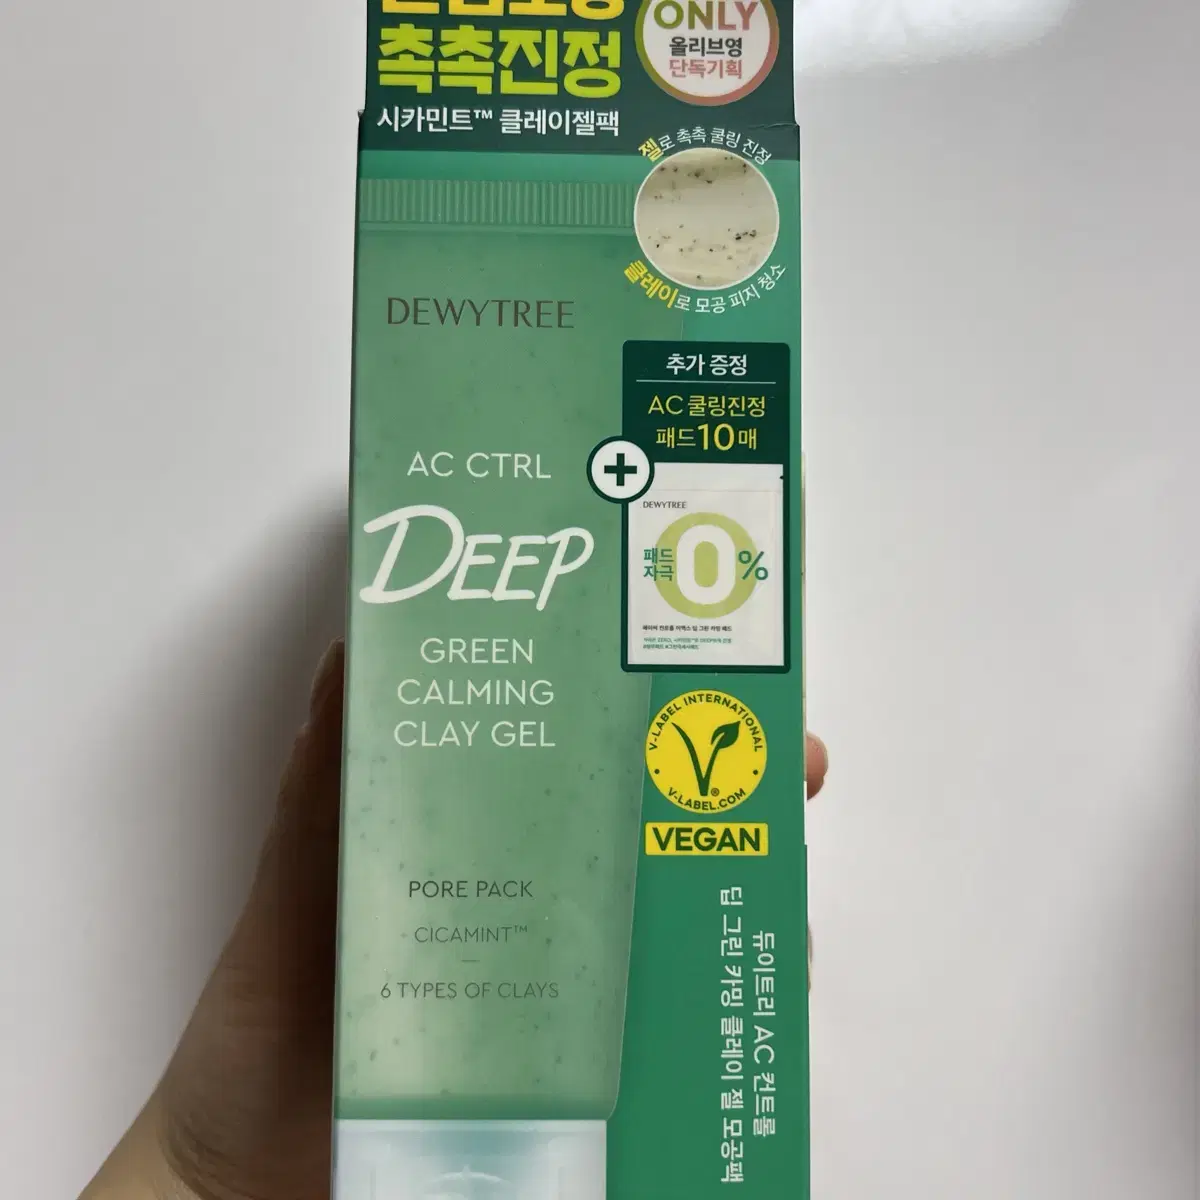 촉촉진정
시카민트™ 클레이젤팩
ONLY
올리브영
단독기획
젤로 촉촉 쿨링 진정
클레이로 모공 피지 청소
DEWYTREE
AC CTRL
DEEP
GREEN
CALMING
CLAY GEL
PORE PACK
CICAMINT™
6 TYPES OF CLAYS
추가 증정
AC 쿨링진정
패드10매
+
DEWYTREE
패드
자극
0%
V-LABEL INTERNATIONAL
V-LABEL.COM
VEGAN
듀이트리 AC 컨트롤
딥 그린 카밍 클레이 젤 모공팩